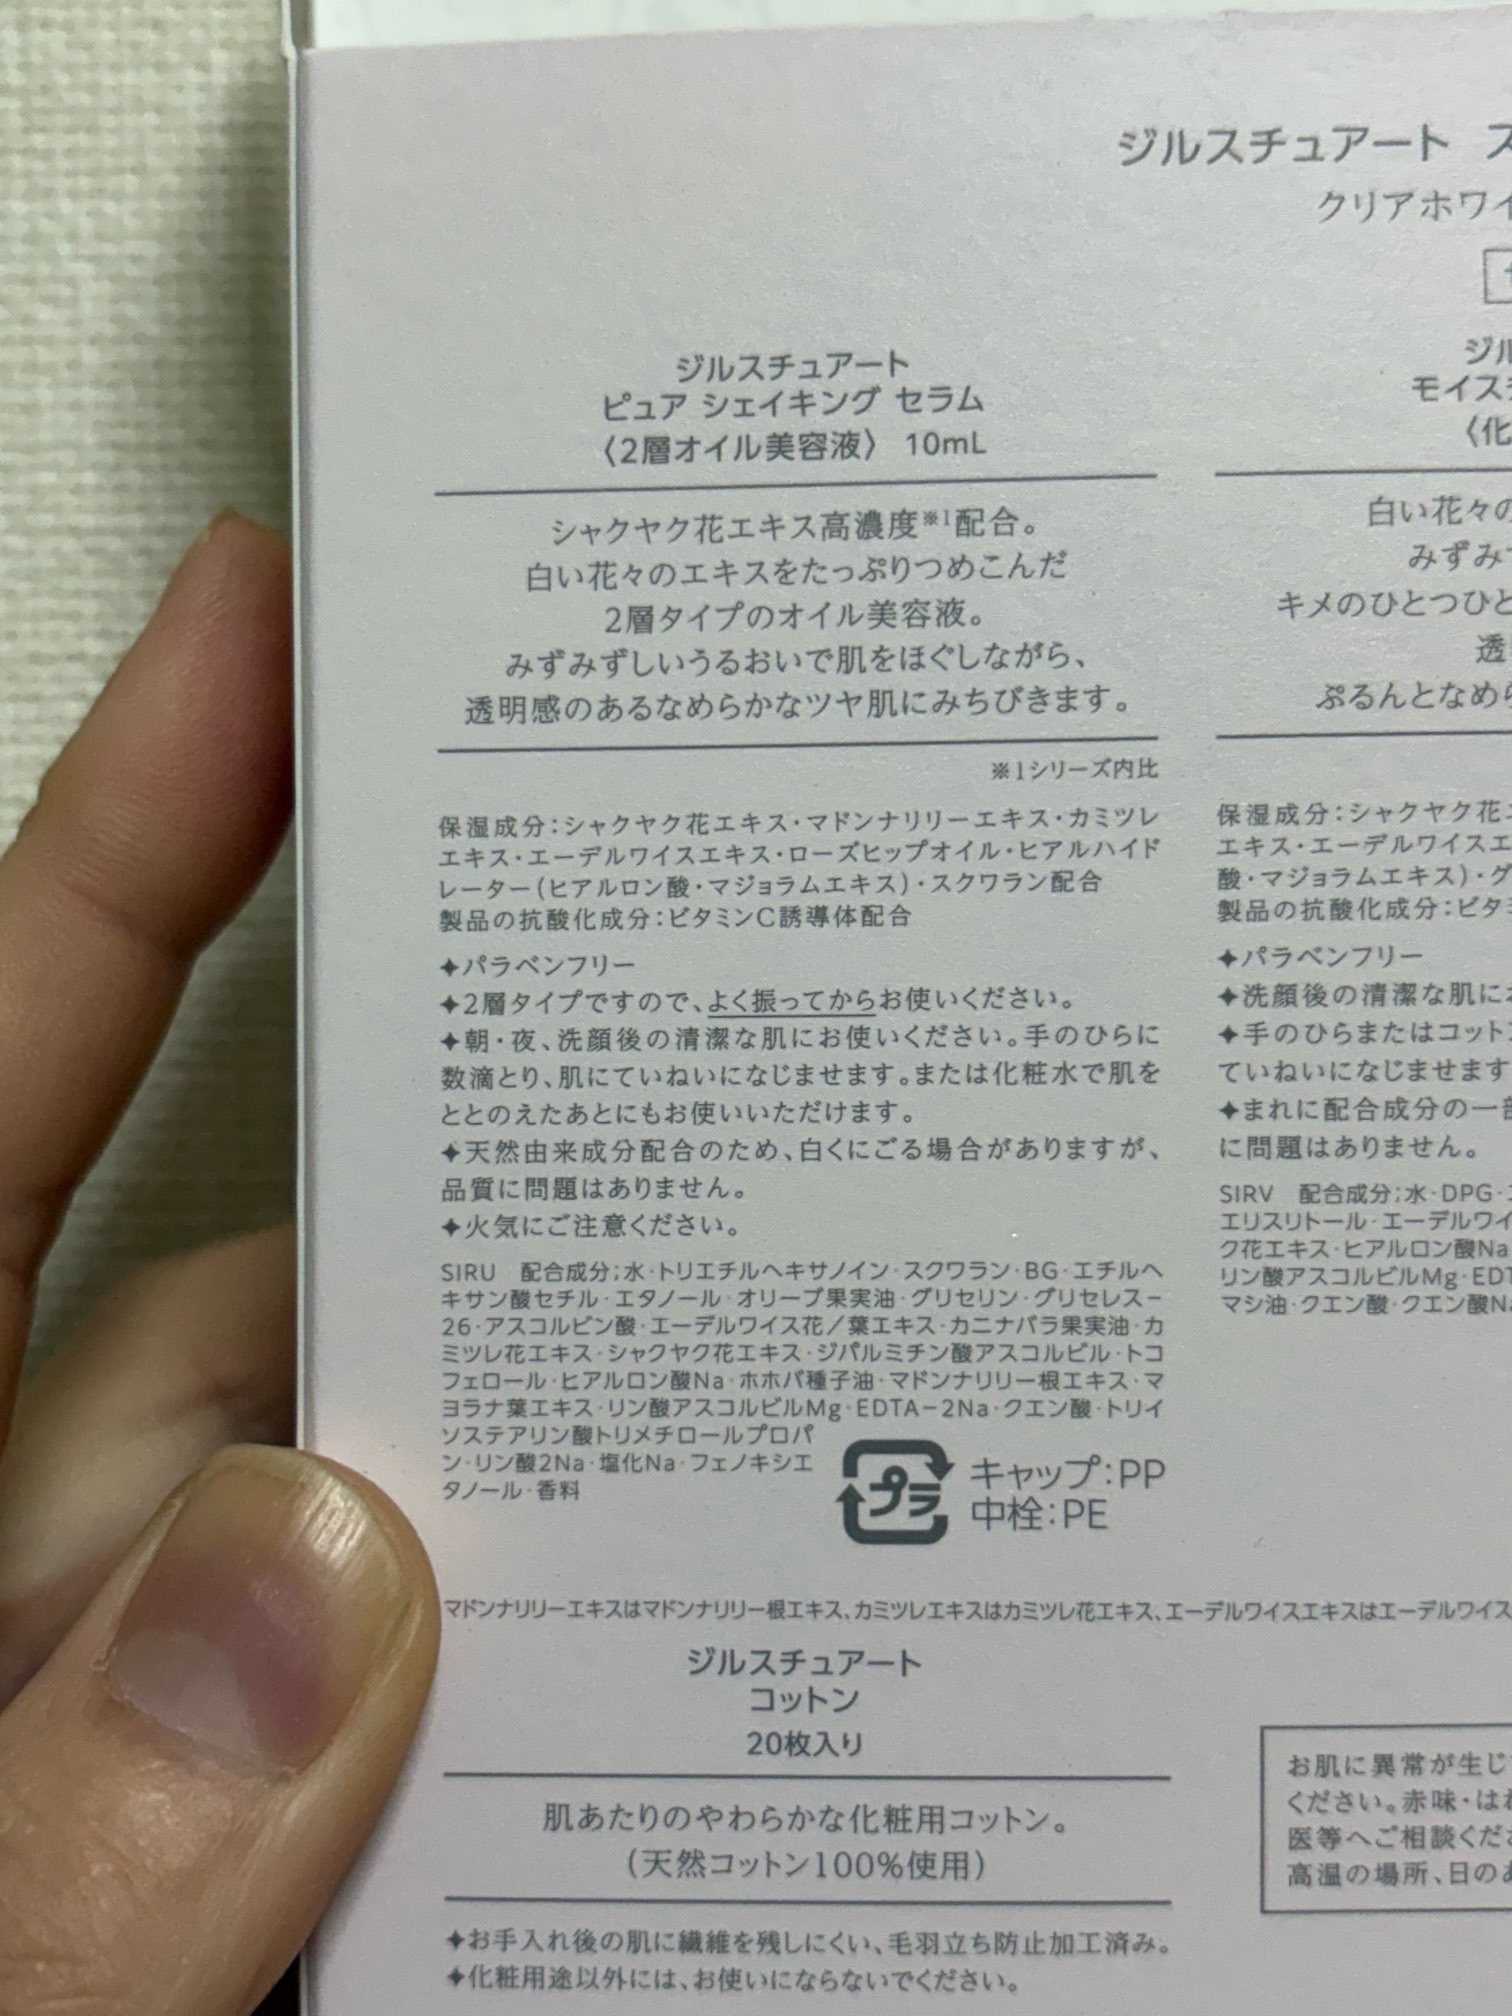 ジルスチュアート
クリアホワイ
ジルスチュアート
ピュア シェイキング セラム
〈2層オイル美容液〉 10mL
シャクヤク花エキス高濃度※1配合。
白い花々のエキスをたっぷりつめこんだ
2層タイプのオイル美容液。
みずみずしいうるおいで肌をほぐしながら、
透明感のあるなめらかなツヤ肌にみちびきます。
※1シリーズ内比
保湿成分：シャクヤク花エキス・マドンナリリーエキス・カミツレ
エキス・エーデルワイスエキス・ローズヒップオイル・ヒアルハイド
レーター（ヒアルロン酸・マジョラムエキス）・スクワラン配合
製品の抗酸化成分：ビタミンC誘導体配合
✦パラベンフリー
✦2層タイプですので、よく振ってからお使いください。
✦朝・夜、洗顔後の清潔な肌にお使いください。手のひらに
数滴とり、肌にていねいになじませます。または化粧水で肌を
ととのえたあとにもお使いいただけます。
✦天然由来成分配合のため、白くにごる場合がありますが、
品質に問題はありません。
✦火気にご注意ください。
SIRU 配合成分：水・トリエチルヘキサノイン・スクワラン・BG・エチルヘ
キサン酸セチル・エタノール・オリーブ果実油・グリセリン・グリセレス－
26・アスコルビン酸・エーデルワイス花／葉エキス・カニナバラ果実油・カ
ミツレ花エキス・シャクヤク花エキス・ジパルミチン酸アスコルビル・トコ
フェロール・ヒアルロン酸Na・ホホバ種子油・マドンナリリー根エキス・マ
ヨラナ葉エキス・リン酸アスコルビルMg・EDTA－2Na・クエン酸・トリイ
ソステアリン酸トリメチロールプロパ
ン・リン酸2Na・塩化Na・フェノキシエ
タノール・香料
プラ
キャップ：PP
中栓：PE
ジル
モイスチ
〈化
白い花々の
みずみず
キメのひとつひと
透
ぷるんとなめら
保湿成分：シャクヤク花エ
エキス・エーデルワイスエ
酸・マジョラムエキス）・グ
製品の抗酸化成分：ビタ
✦パラベンフリー
✦洗顔後の清潔な肌にお
✦手のひらまたはコット
ていねいになじませます
✦まれに配合成分の一部
に問題はありません。
SIRV 配合成分：水・DPG・
エリスリトール・エーデルワイ
ク花エキス・ヒアルロン酸Na
リン酸アスコルビルMg・EDT
マシ油・クエン酸・クエン酸Na
マドンナリリーエキスはマドンナリリー根エキス、カミツレエキスはカミツレ花エキス、エーデルワイスエキスはエーデルワイス
ジルスチュアート
コットン
20枚入り
肌あたりのやわらかな化粧用コットン。
（天然コットン100%使用）
✦お手入れ後の肌に繊維を残しにくい、毛羽立ち防止加工済み。
✦化粧用途以外には、お使いにならないでください。
お肌に異常が生じ
ください。赤味・はれ
医等へご相談くださ
高温の場所、日のあ